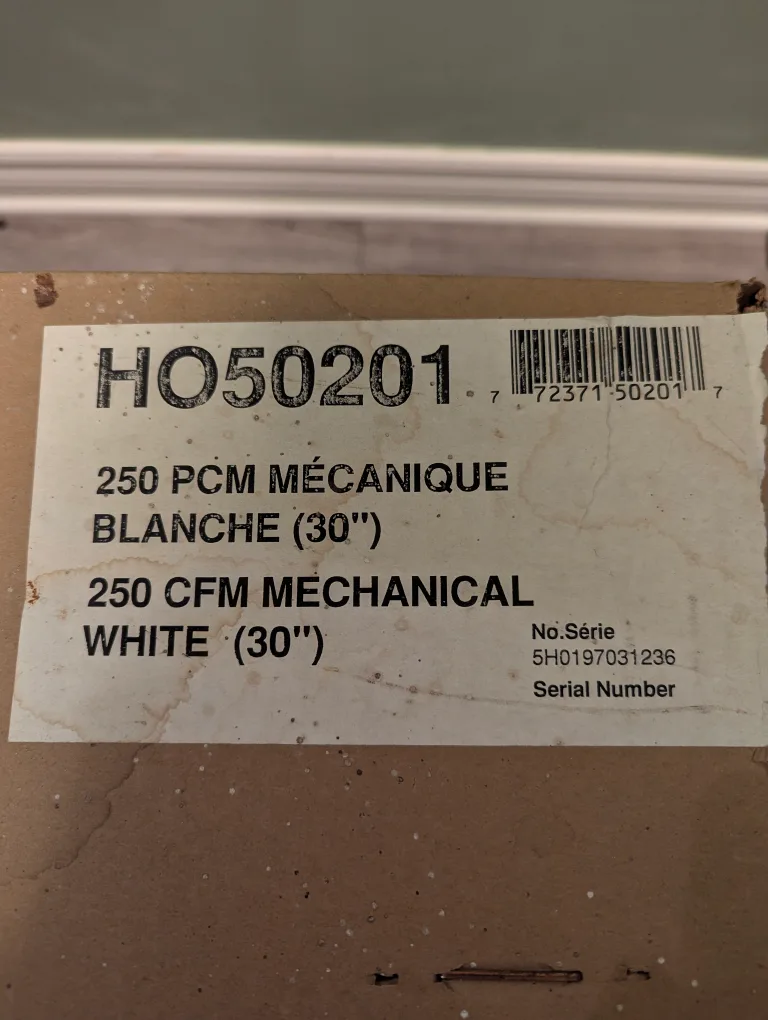 HO50201
7 72371 50201 7
250 PCM MÉCANIQUE
BLANCHE (30")
250 CFM MECHANICAL
WHITE (30")
No.Série
5H0197031236
Serial Number